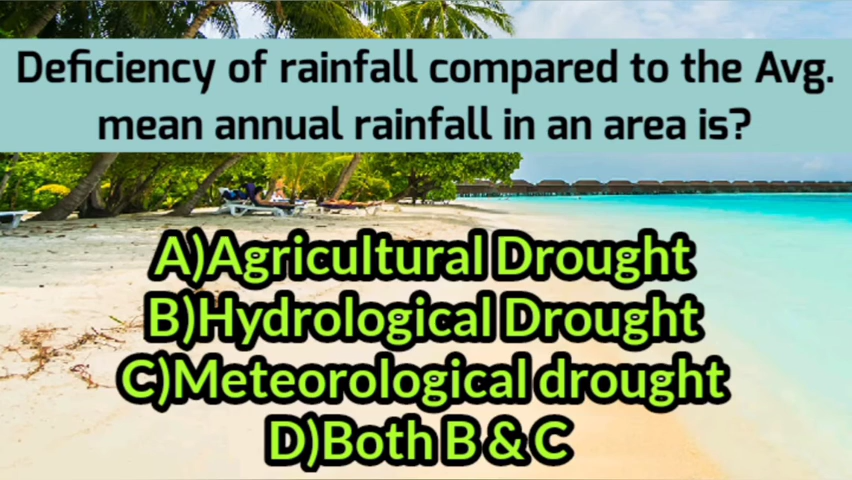 Deficiency of rainfall compared to the Avg.
mean annual rainfall in an area is?
A)Agricultural Drought
B)Hydrological Drought
C)Meteorological drought
D)Both B & C